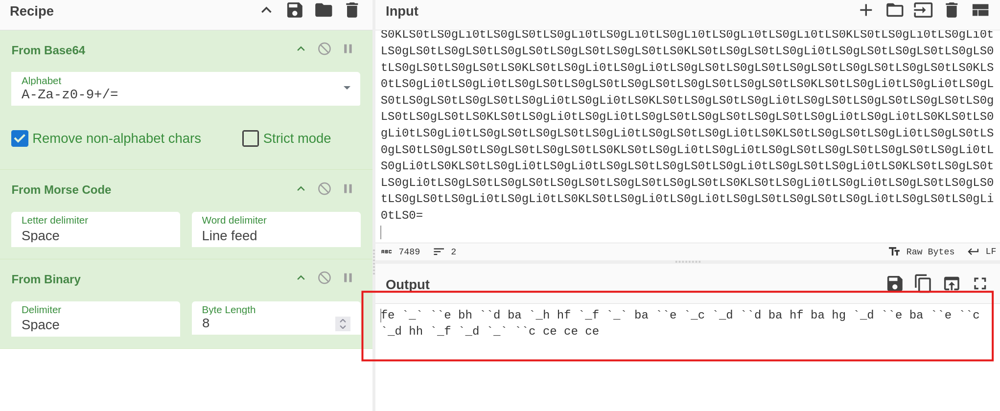 Recipe
From Base64
Alphabet
A-Za-z0-9+/=
Remove non-alphabet chars
Strict mode
From Morse Code
Letter delimiter
Space
Word delimiter
Line feed
From Binary
Delimiter
Space
Byte Length
8
Input
S0KLS0tLS0gLi0tLS0gLS0tLS0gLi0tLS0gLi0tLS0gLi0tLS0gLi0tLS0gLi0tLS0KLS0tLS0gLi0tLS0gLi0t
LS0gLS0tLS0gLS0tLS0gLS0tLS0gLS0tLS0gLS0tLS0KLS0tLS0gLS0tLS0gLi0tLS0gLS0tLS0gLS0tLS0gLS0
tLS0gLS0tLS0gLS0tLS0KLS0tLS0gLi0tLS0gLi0tLS0gLS0tLS0gLS0tLS0gLS0tLS0gLS0tLS0gLS0tLS0KLS
0tLS0gLi0tLS0gLi0tLS0gLS0tLS0gLS0tLS0gLS0tLS0gLS0tLS0gLS0tLS0KLS0tLS0gLi0tLS0gLi0tLS0gL
S0tLS0gLS0tLS0gLS0tLS0gLi0tLS0gLi0tLS0KLS0tLS0gLS0tLS0gLi0tLS0gLS0tLS0gLS0tLS0gLS0tLS0g
LS0tLS0gLS0tLS0KLS0tLS0gLi0tLS0gLi0tLS0gLS0tLS0gLS0tLS0gLS0tLS0gLi0tLS0gLi0tLS0KLS0tLS0
gLi0tLS0gLi0tLS0gLS0tLS0gLS0tLS0gLi0tLS0gLS0tLS0gLi0tLS0KLS0tLS0gLS0tLS0gLi0tLS0gLS0tLS
0gLS0tLS0gLS0tLS0gLS0tLS0gLS0tLS0KLS0tLS0gLi0tLS0gLi0tLS0gLS0tLS0gLS0tLS0gLS0tLS0gLi0tL
S0gLi0tLS0KLS0tLS0gLi0tLS0gLi0tLS0gLS0tLS0gLS0tLS0gLi0tLS0gLS0tLS0gLi0tLS0KLS0tLS0gLS0t
LS0gLi0tLS0gLS0tLS0gLS0tLS0gLS0tLS0gLS0tLS0gLS0tLS0KLS0tLS0gLi0tLS0gLi0tLS0gLS0tLS0gLS0
tLS0gLS0tLS0gLi0tLS0gLi0tLS0KLS0tLS0gLi0tLS0gLi0tLS0gLS0tLS0gLS0tLS0gLi0tLS0gLS0tLS0gLi
0tLS0=
ABC 7489 2 Raw Bytes LF
Output
fe `_` ``e bh ``d ba `_h hf `_f `_` ba ``e `_c `_d ``d ba hf ba hg `_d ``e ba ``e ``c
`_d hh `_f `_d `_` ``c ce ce ce